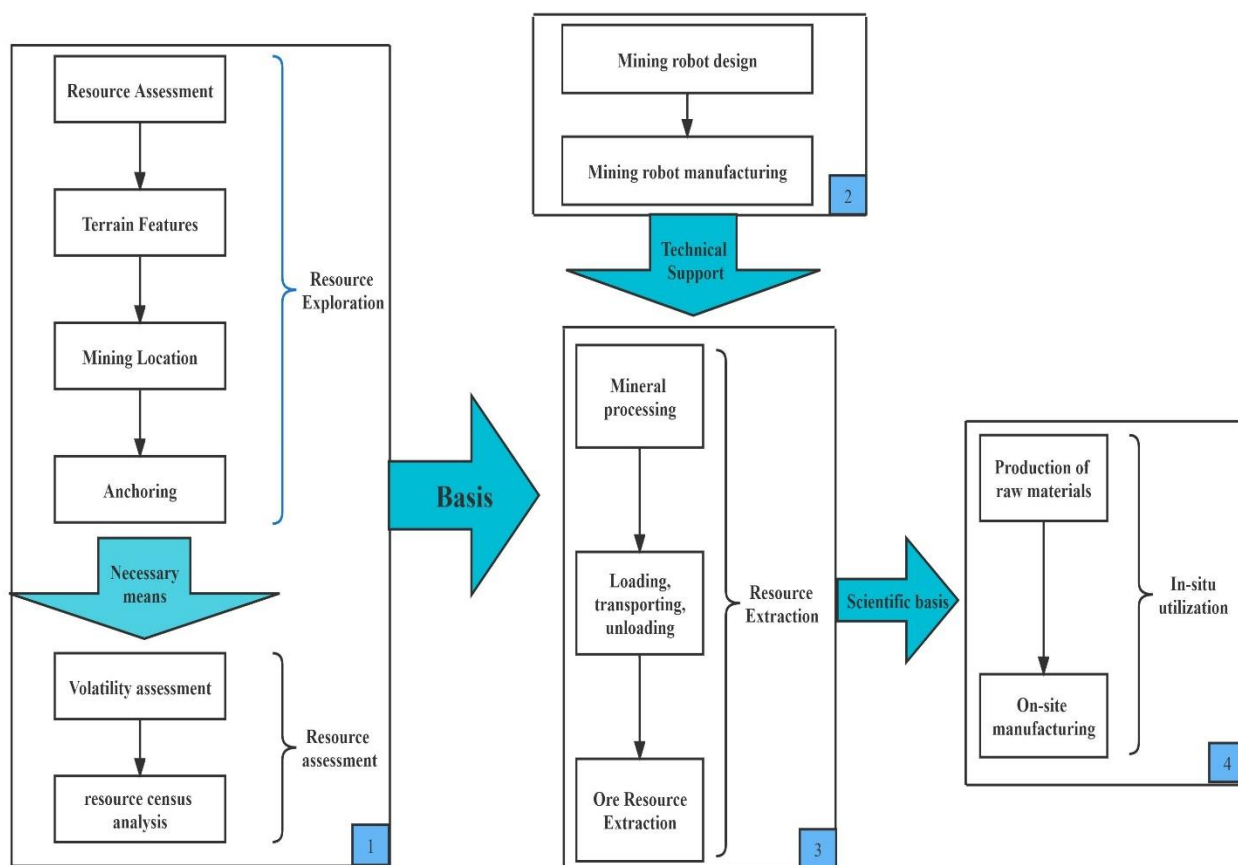 Resource Assessment
Terrain Features
Mining Location
Anchoring
Resource
Exploration
Necessary
means
Volatility assessment
resource census
analysis
Resource
assessment
1
Basis
Mining robot design
Mining robot manufacturing
2
Technical
Support
Mineral
processing
Loading,
transporting,
unloading
Ore Resource
Extraction
Resource
Extraction
3
Scientific basis
Production of
raw materials
On-site
manufacturing
In-situ
utilization
4